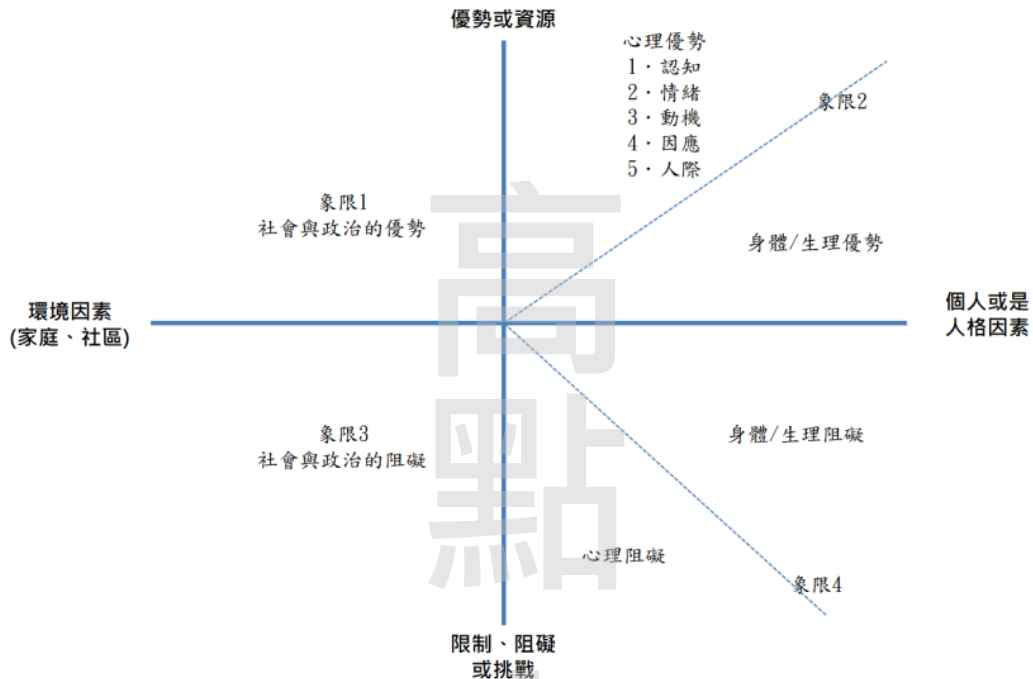 優勢或資源
心理優勢
1．認知
2．情緒
3．動機
4．因應
5．人際
象限2
象限1
社會與政治的優勢
身體/生理優勢
環境因素
(家庭、社區)
個人或是
人格因素
高
點
象限3
社會與政治的阻礙
身體/生理阻礙
心理阻礙
象限4
限制、阻礙
或挑戰